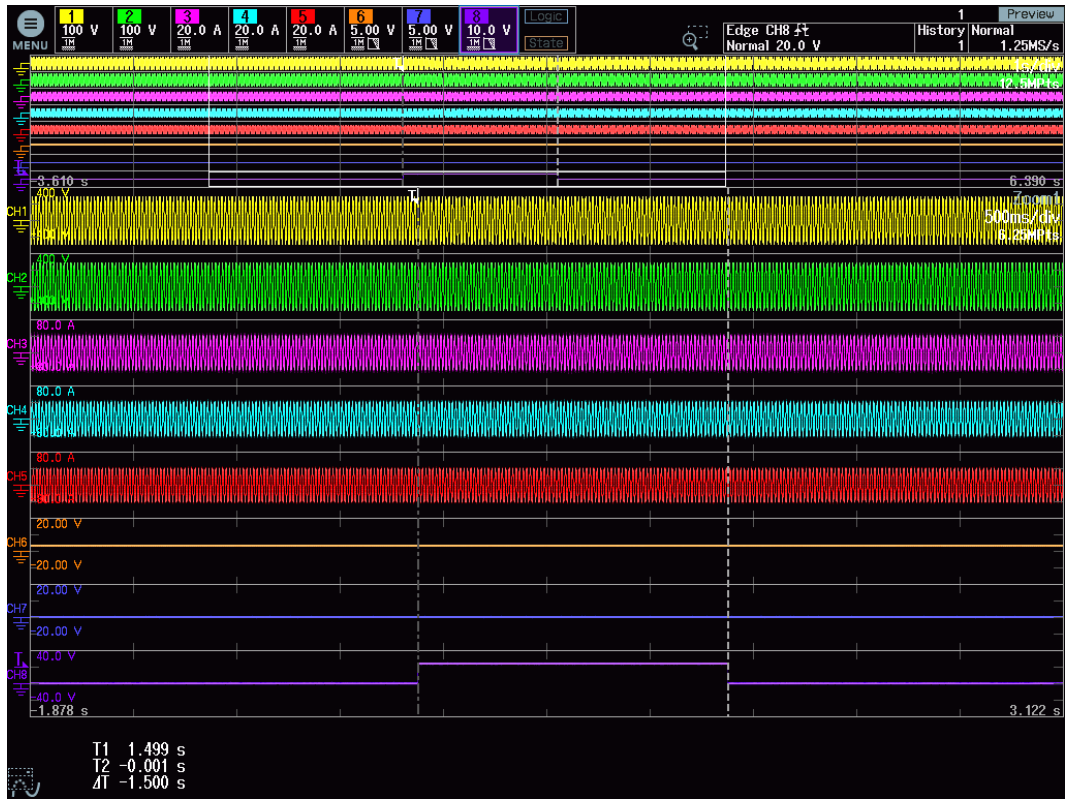 MENU
1 100 V 1M
2 100 V 1M
3 20.0 A 1M
4 20.0 A 1M
5 20.0 A 1M
6 5.00 V 1M
7 5.00 V 1M
8 10.0 V 1M
Logic
State
Edge CH8
Normal 20.0 V
1
History
1
Preview
Normal
1.25MS/s
12.5MPts
-3.610 s
6.390 s
400 V
Zoom1
CH1
500ms/div
6.25MPts
400 V
CH2
80.0 A
CH3
80.0 A
CH4
80.0 A
CH5
20.00 V
CH6
-20.00 V
20.00 V
CH7
-20.00 V
T 40.0 V
CH8
-40.0 V
-1.878 s
3.122 s
T1 1.499 s
T2 -0.001 s
ΔT -1.500 s